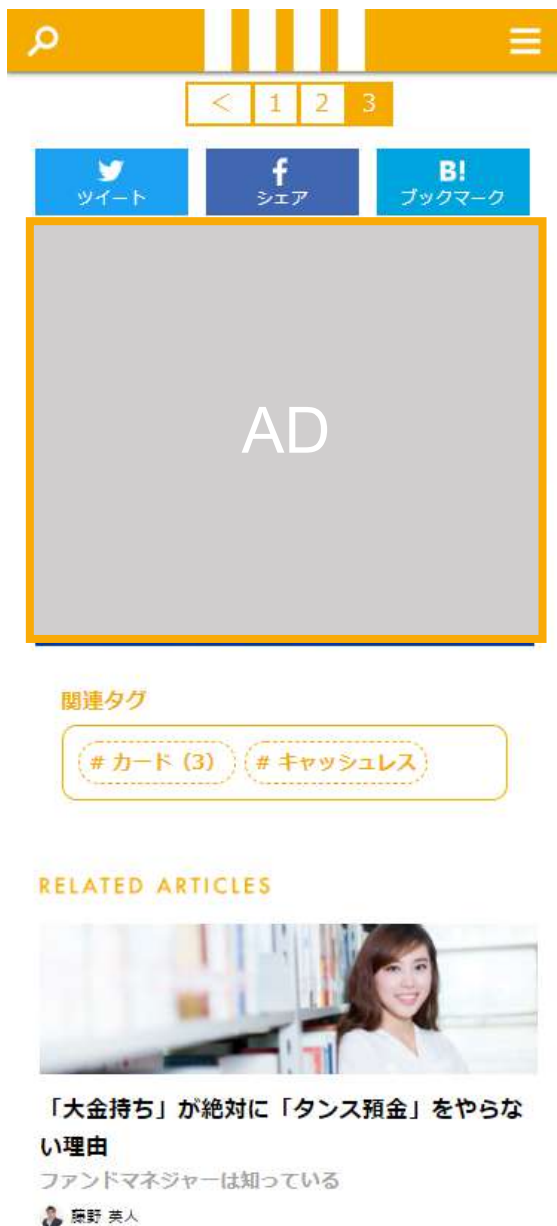 < 1 2 3
ツイート シェア B! ブックマーク
AD
関連タグ
# カード（3） # キャッシュレス
RELATED ARTICLES
「大金持ち」が絶対に「タンス預金」をやらな
い理由
ファンドマネジャーは知っている
藤野 英人